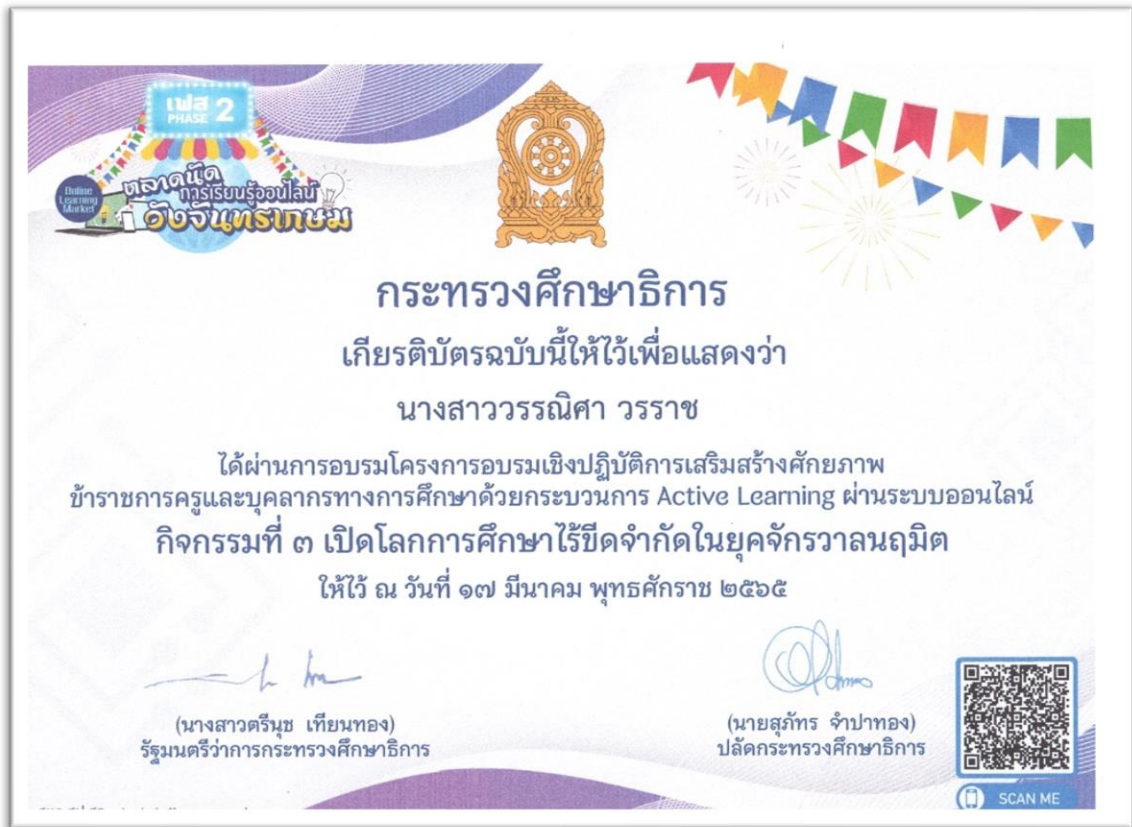 เฟส 2
PHASE
Online
Learning
Market
ตลาดนัด
การเรียนรู้ออนไลน์
วังจันทรเกษม
กระทรวงศึกษาธิการ
เกียรติบัตรฉบับนี้ให้ไว้เพื่อแสดงว่า
นางสาววรรณิศา วรราช
ได้ผ่านการอบรมโครงการอบรมเชิงปฏิบัติการเสริมสร้างศักยภาพ
ข้าราชการครูและบุคลากรทางการศึกษาด้วยกระบวนการ Active Learning ผ่านระบบออนไลน์
กิจกรรมที่ ๓ เปิดโลกการศึกษาไร้ขีดจำกัดในยุคจักรวาลนฤมิต
ให้ไว้ ณ วันที่ ๑๗ มีนาคม พุทธศักราช ๒๕๖๕
(นางสาวตรีนุช เทียนทอง)
รัฐมนตรีว่าการกระทรวงศึกษาธิการ
(นายสุภัทร จำปาทอง)
ปลัดกระทรวงศึกษาธิการ
SCAN ME